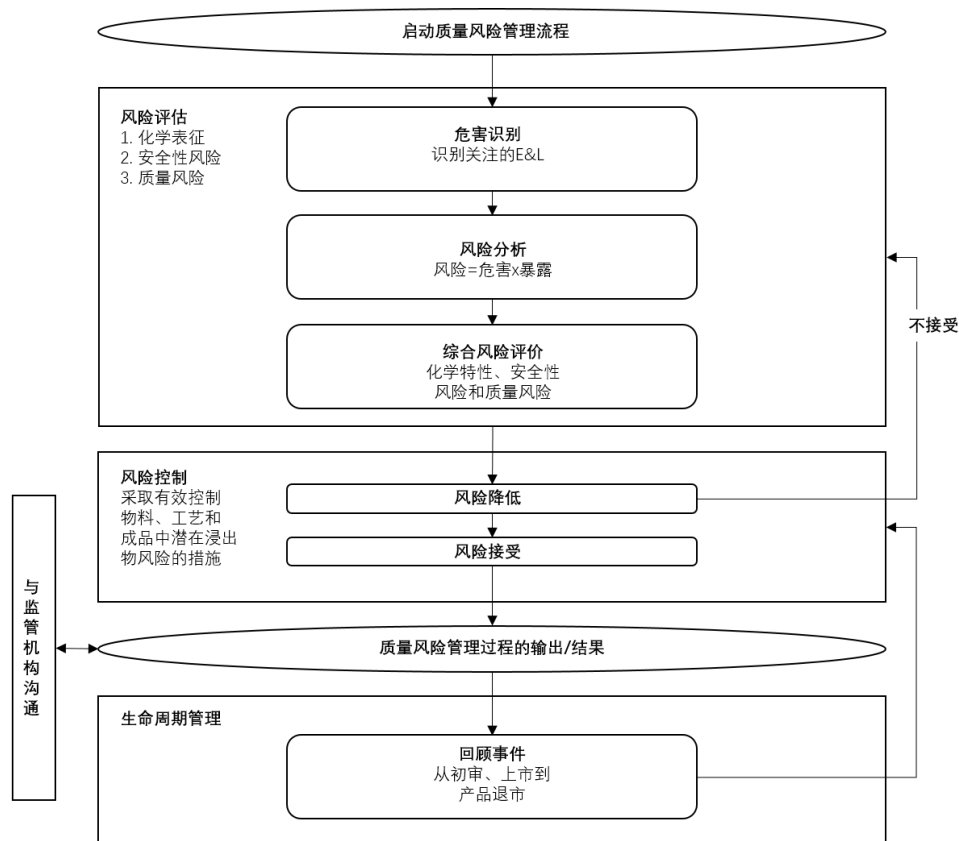 启动质量风险管理流程
风险评估
1. 化学表征
2. 安全性风险
3. 质量风险
危害识别
识别关注的E&L
风险分析
风险=危害x暴露
综合风险评价
化学特性、安全性
风险和质量风险
不接受
风险控制
采取有效控制
物料、工艺和
成品中潜在浸出
物风险的措施
风险降低
风险接受
与监管机构沟通
质量风险管理过程的输出/结果
生命周期管理
回顾事件
从初审、上市到
产品退市